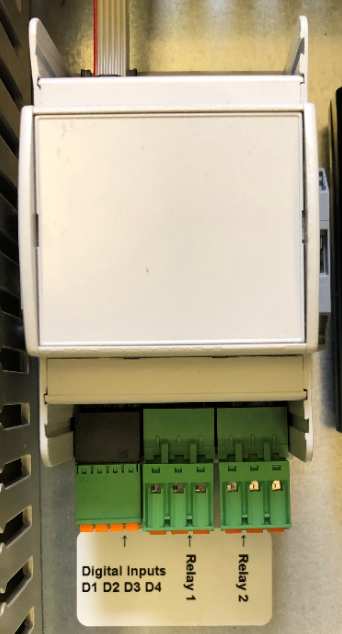 Digital Inputs
D1 D2 D3 D4
Relay 1
Relay 2